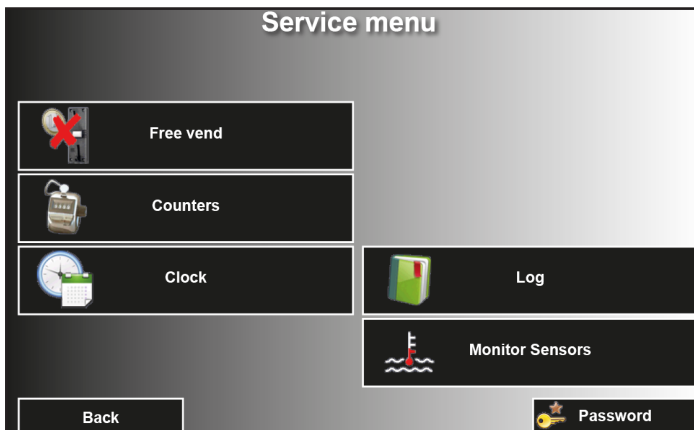 Service menu
Free vend
Counters
Clock
Log
Monitor Sensors
Back
Password